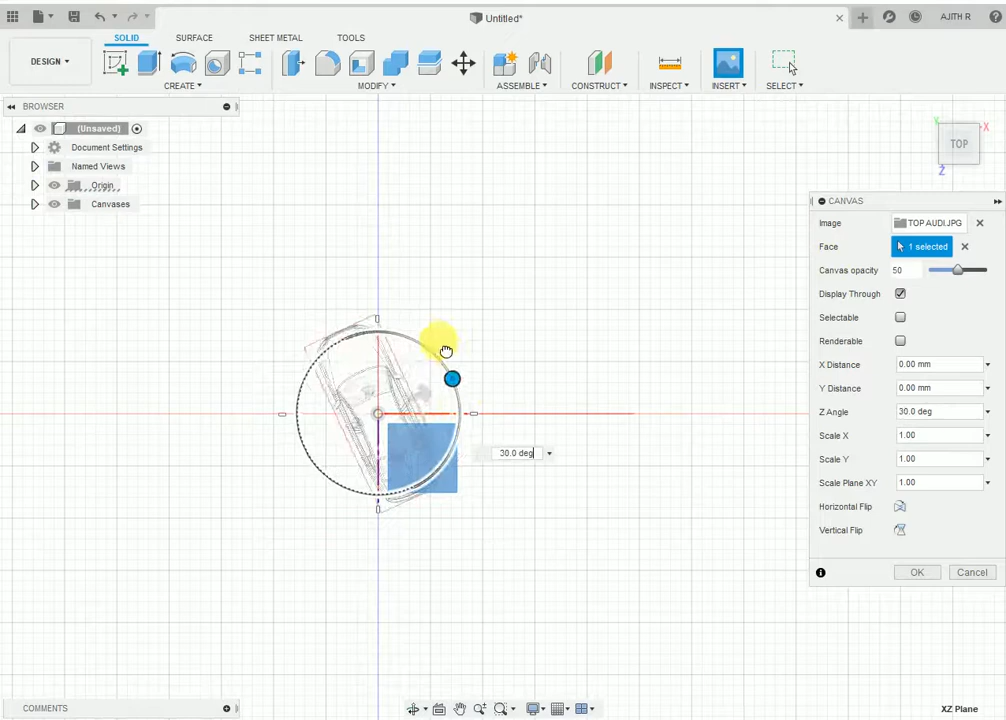 Untitled*
AJITH R
DESIGN
SOLID
SURFACE
SHEET METAL
TOOLS
CREATE
MODIFY
ASSEMBLE
CONSTRUCT
INSPECT
INSERT
SELECT
BROWSER
(Unsaved)
Document Settings
Named Views
Origin
Canvases
Y
X
TOP
Z
CANVAS
Image TOP AUDI.JPG
Face 1 selected
Canvas opacity 50
Display Through
Selectable
Renderable
X Distance 0.00 mm
Y Distance 0.00 mm
Z Angle 30.0 deg
Scale X 1.00
Scale Y 1.00
Scale Plane XY 1.00
Horizontal Flip
Vertical Flip
OK Cancel
30.0 deg
COMMENTS
XZ Plane